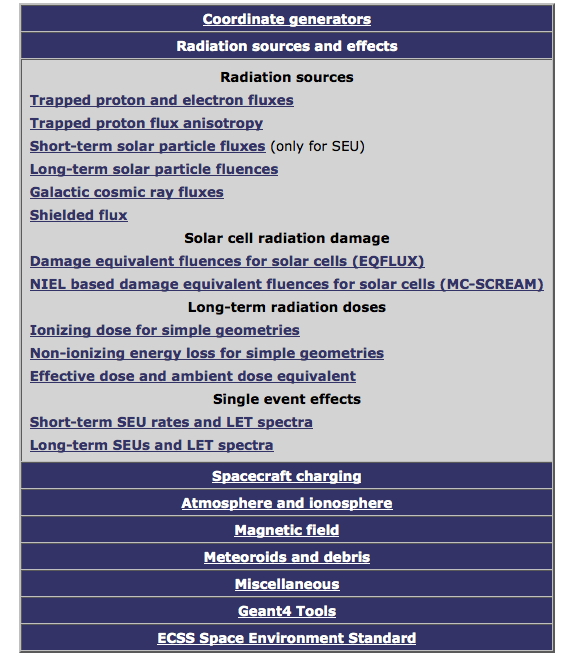 Coordinate generators
Radiation sources and effects
Radiation sources
Trapped proton and electron fluxes
Trapped proton flux anisotropy
Short-term solar particle fluxes (only for SEU)
Long-term solar particle fluences
Galactic cosmic ray fluxes
Shielded flux
Solar cell radiation damage
Damage equivalent fluences for solar cells (EQFLUX)
NIEL based damage equivalent fluences for solar cells (MC-SCREAM)
Long-term radiation doses
Ionizing dose for simple geometries
Non-ionizing energy loss for simple geometries
Effective dose and ambient dose equivalent
Single event effects
Short-term SEU rates and LET spectra
Long-term SEUs and LET spectra
Spacecraft charging
Atmosphere and ionosphere
Magnetic field
Meteoroids and debris
Miscellaneous
Geant4 Tools
ECSS Space Environment Standard